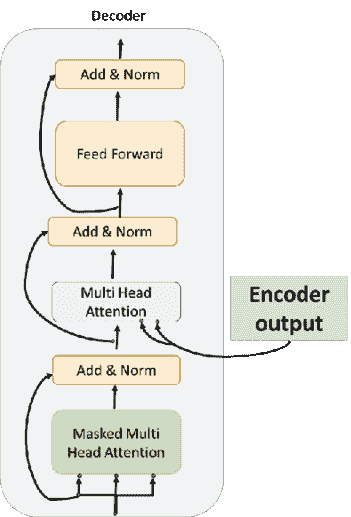 Decoder
Add & Norm
Feed Forward
Add & Norm
Multi Head
Attention
Encoder
output
Add & Norm
Masked Multi
Head Attention